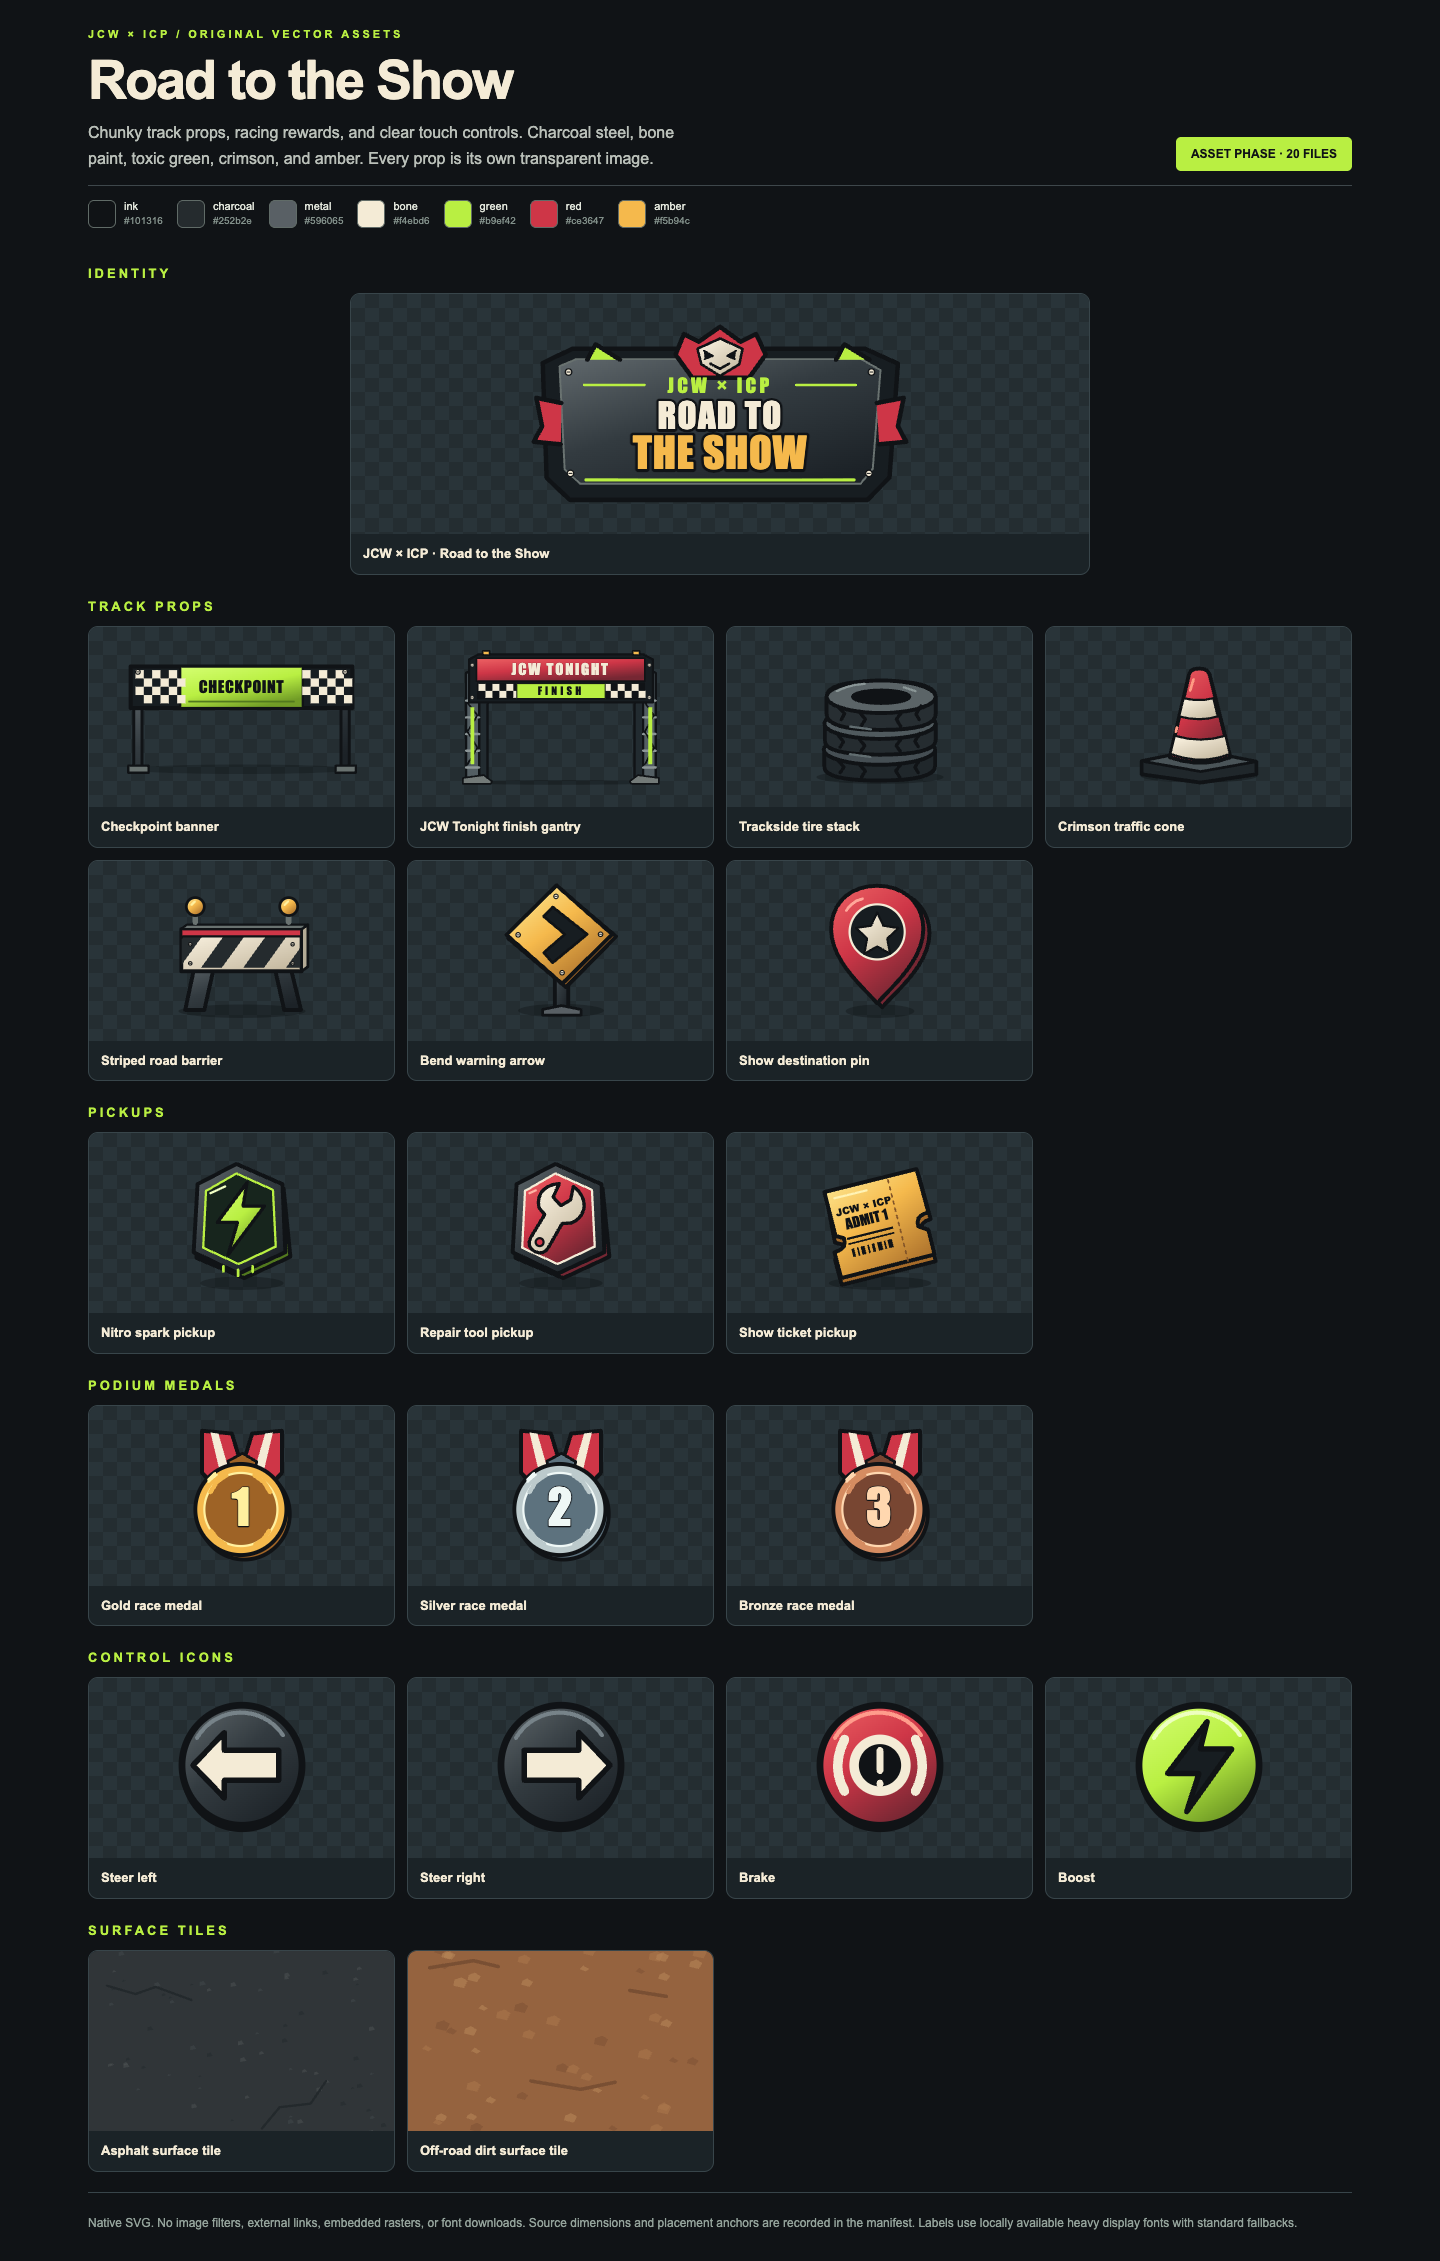 JCW × ICP / ORIGINAL VECTOR ASSETS
Road to the Show
Chunky track props, racing rewards, and clear touch controls. Charcoal steel, bone
paint, toxic green, crimson, and amber. Every prop is its own transparent image.
ASSET PHASE · 20 FILES
ink
#101316
charcoal
#252b2e
metal
#596065
bone
#f4ebd6
green
#b9ef42
red
#ce3647
amber
#f5b94c
IDENTITY
JCW × ICP
ROAD TO
THE SHOW
JCW × ICP · Road to the Show
TRACK PROPS
CHECKPOINT
Checkpoint banner
JCW TONIGHT
FINISH
JCW Tonight finish gantry
Trackside tire stack
Crimson traffic cone
Striped road barrier
Bend warning arrow
Show destination pin
PICKUPS
Nitro spark pickup
Repair tool pickup
JCW × ICP
ADMIT 1
Show ticket pickup
PODIUM MEDALS
1
Gold race medal
2
Silver race medal
3
Bronze race medal
CONTROL ICONS
Steer left
Steer right
Brake
Boost
SURFACE TILES
Asphalt surface tile
Off-road dirt surface tile
Native SVG. No image filters, external links, embedded rasters, or font downloads. Source dimensions and placement anchors are recorded in the manifest. Labels use locally available heavy display fonts with standard fallbacks.